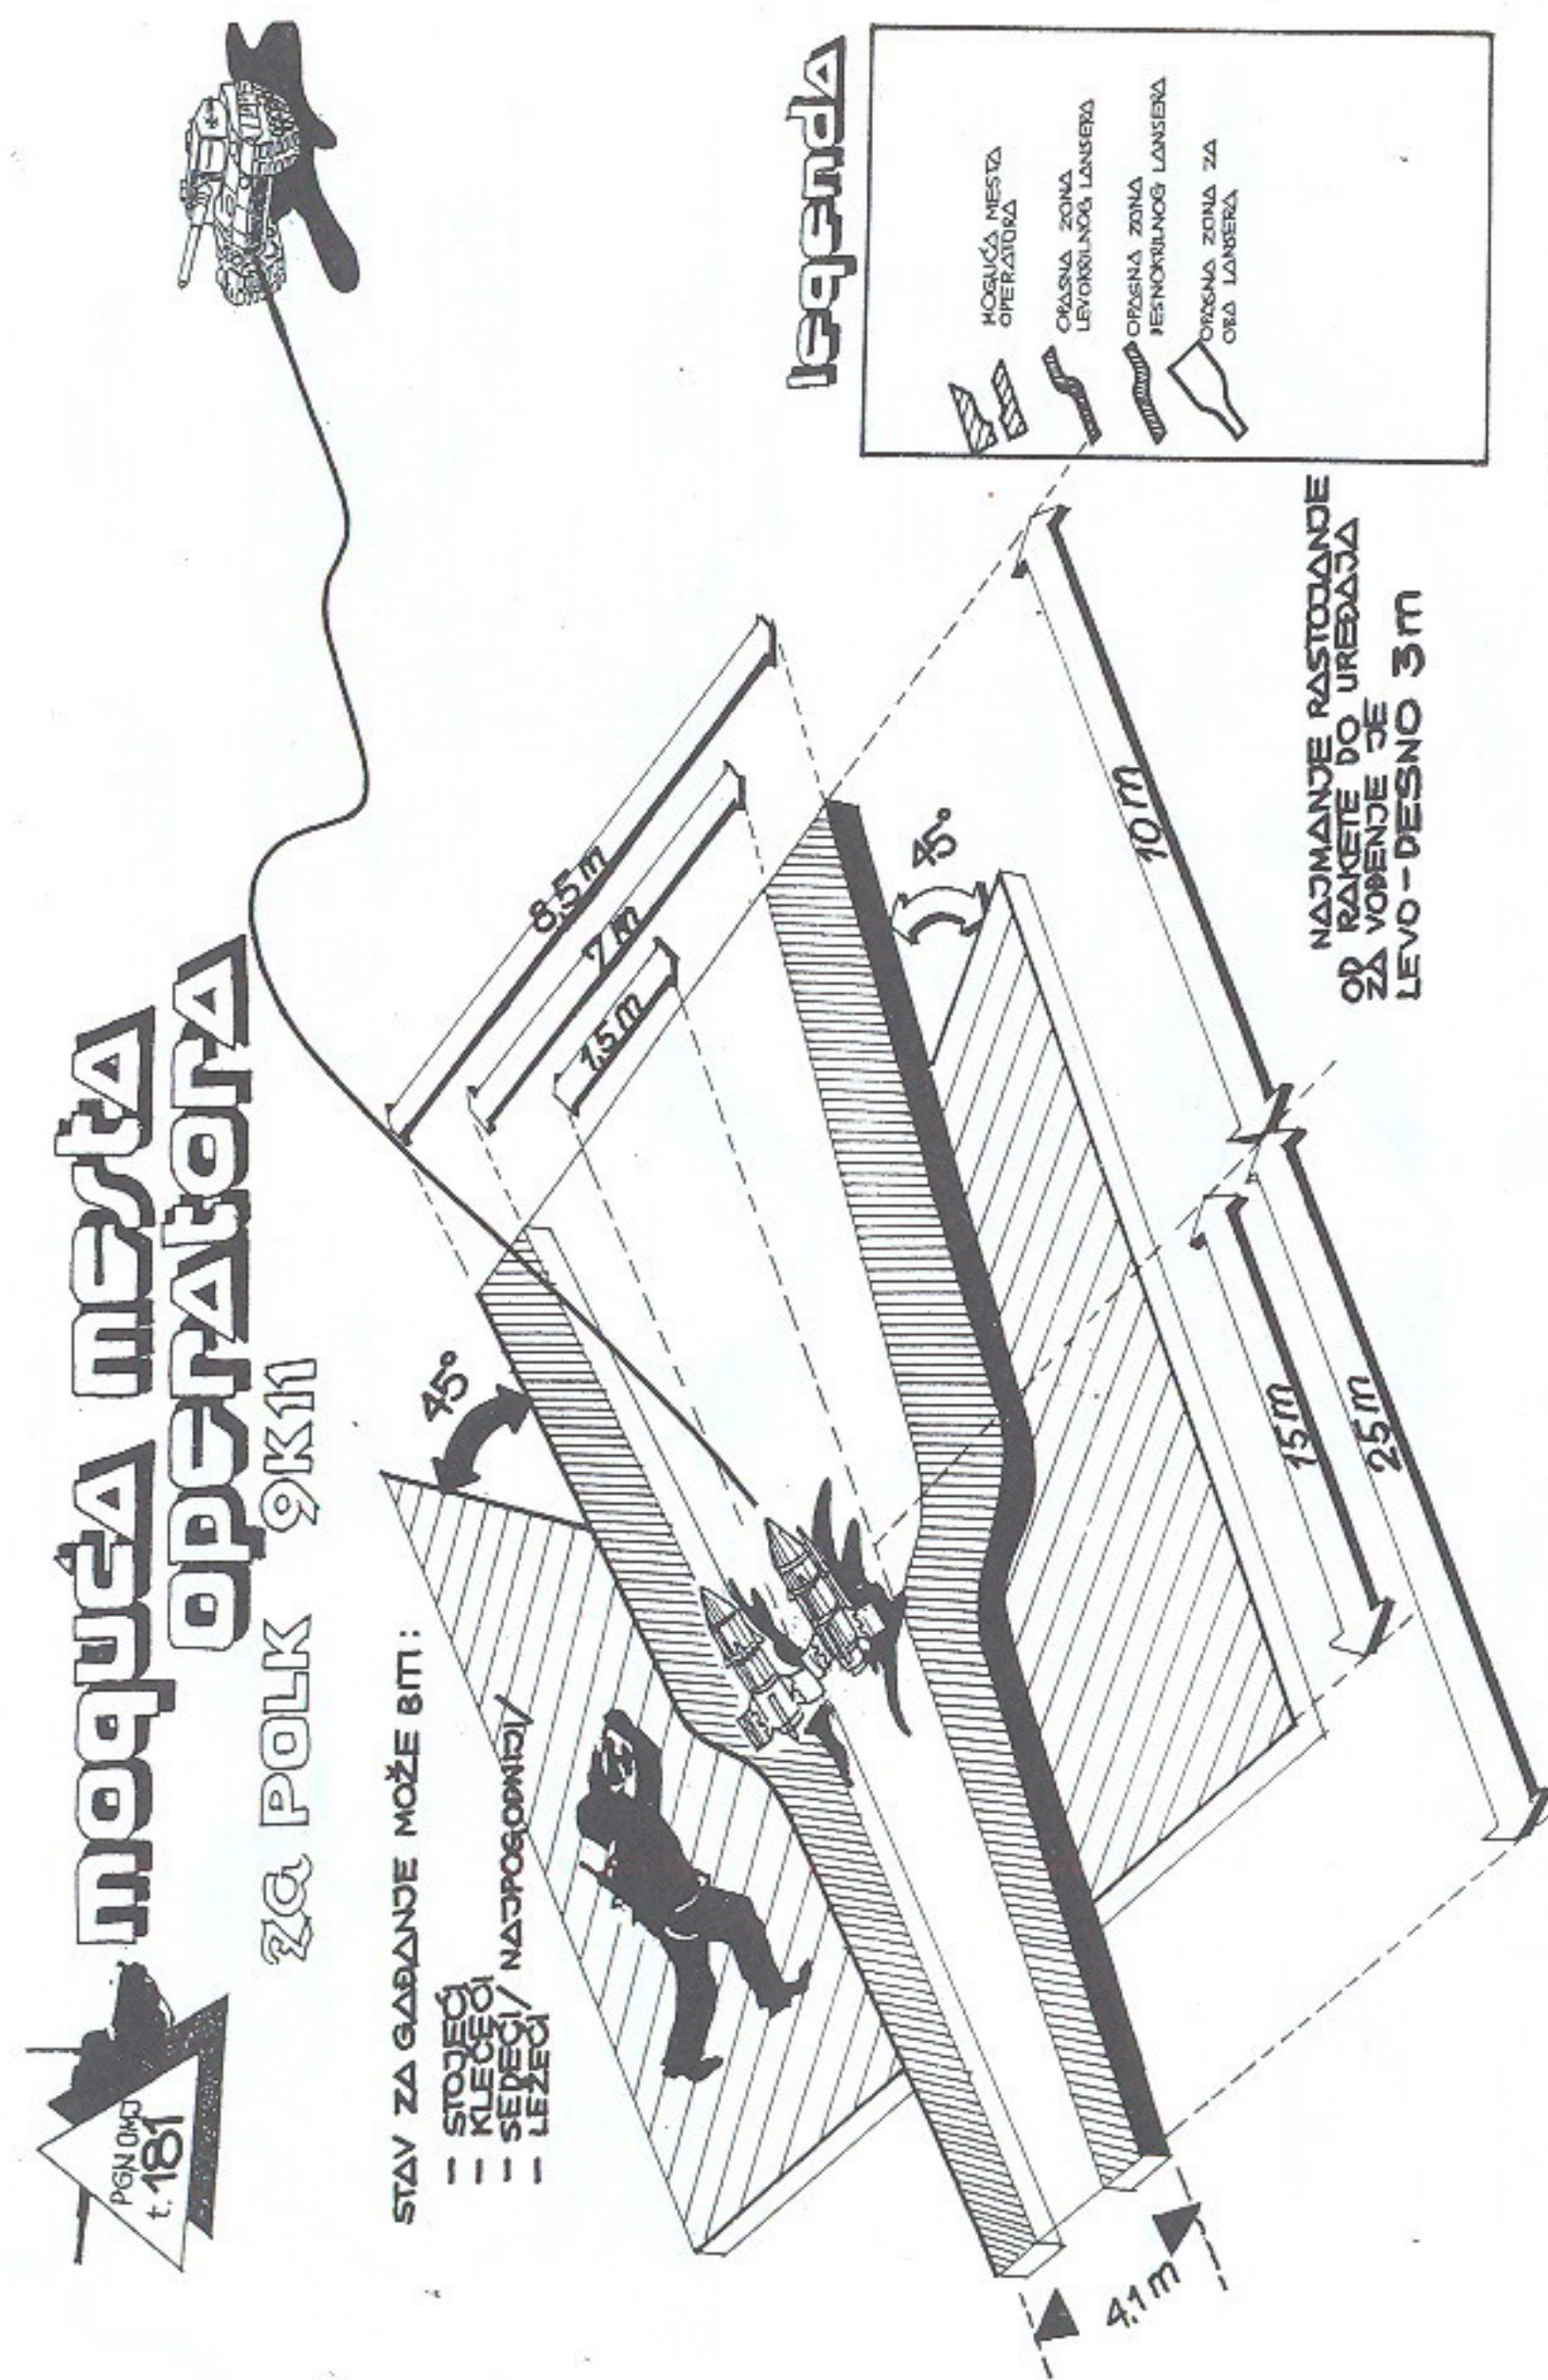 PGN OMJ
t. 181
moguća mesta
operatora
za POLK 9K11
STAV ZA GAĐANJE MOŽE BITI:
- STOJEĆI
- KLEČEĆI
- SEDEĆI / NAJPOGODNIJI /
- LEŽEĆI
45°
8,5 m
7 m
1,5 m
45°
10 m
15 m
25 m
4,1 m
NAJMANJE RASTOJANJE
OD RAKETE DO UREĐAJA
ZA VOĐENJE JE
LEVO - DESNO 3 m
legenda
MOGUĆA MESTA
OPERATORA
OPASNA ZONA
LEVOKRILNOG LANSERA
OPASNA ZONA
DESNOKRILNOG LANSERA
OPASNA ZONA ZA
OBA LANSERA